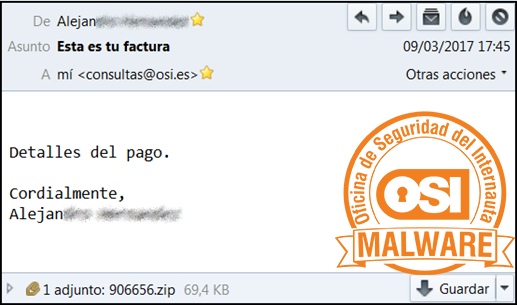 De Alejan
Asunto Esta es tu factura 09/03/2017 17:45
A mí <consultas@osi.es> Otras acciones
Detalles del pago.
Cordialmente,
Alejan
Oficina de Seguridad del Internauta
OSI
MALWARE
1 adjunto: 906656.zip 69,4 KB Guardar